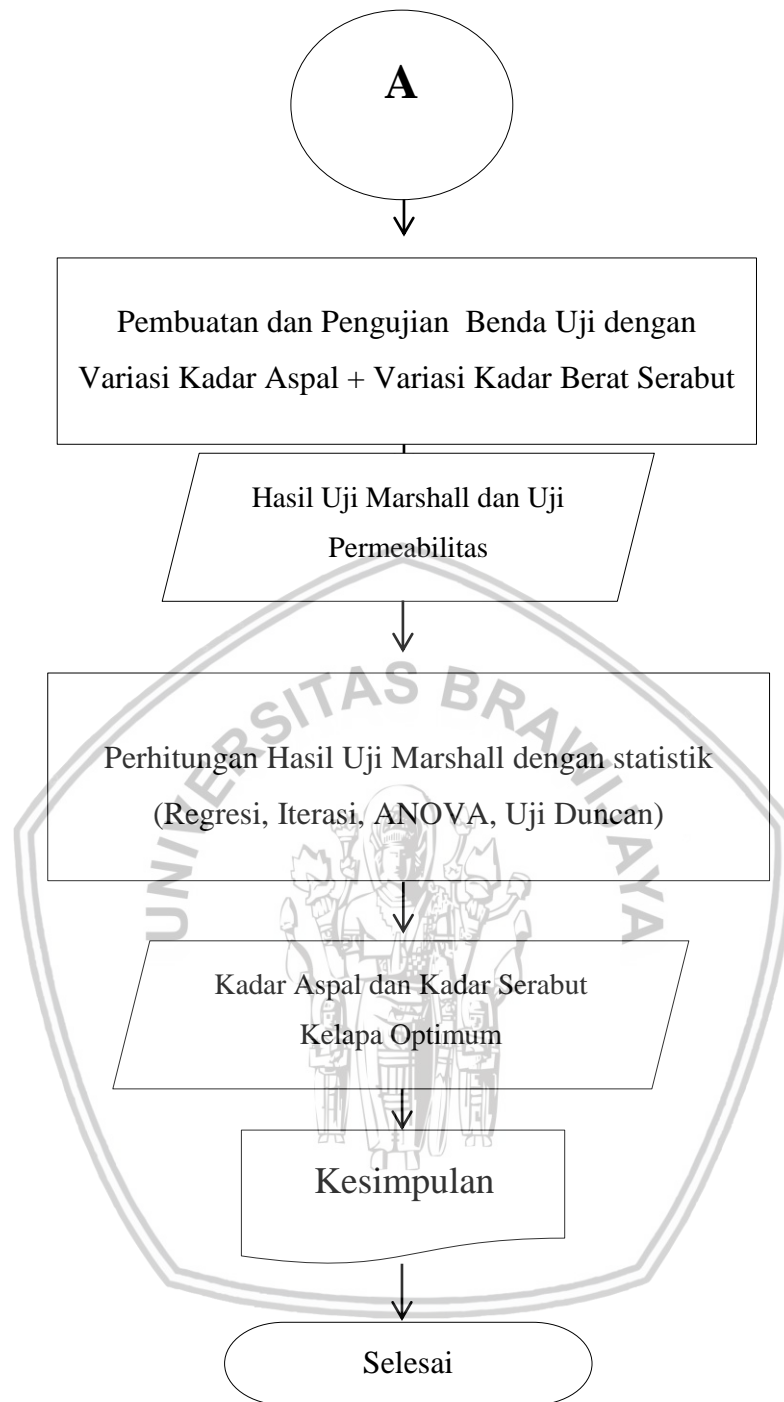 A
Pembuatan dan Pengujian Benda Uji dengan
Variasi Kadar Aspal + Variasi Kadar Berat Serabut
Hasil Uji Marshall dan Uji
Permeabilitas
UNIVERSITAS BRAWIJAYA
Perhitungan Hasil Uji Marshall dengan statistik
(Regresi, Iterasi, ANOVA, Uji Duncan)
Kadar Aspal dan Kadar Serabut
Kelapa Optimum
Kesimpulan
Selesai